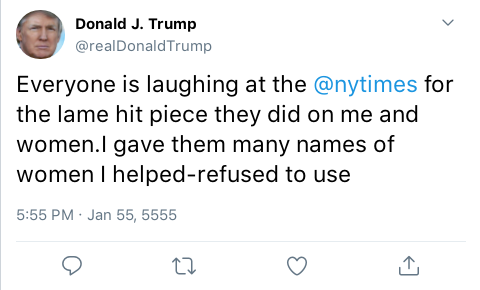 Donald J. Trump
@realDonaldTrump
Everyone is laughing at the @nytimes for
the lame hit piece they did on me and
women.I gave them many names of
women I helped-refused to use
5:55 PM · Jan 55, 5555